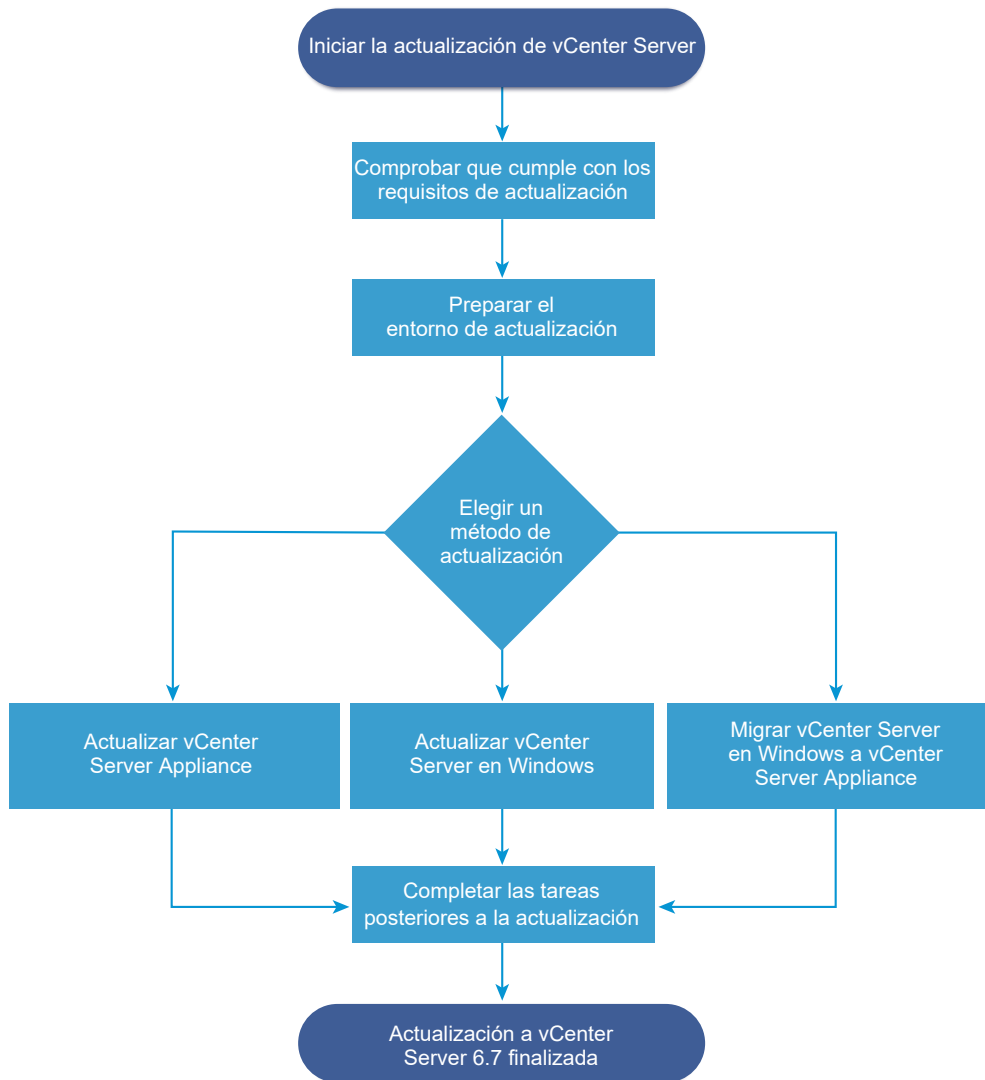 Iniciar la actualización de vCenter Server
Comprobar que cumple con los
requisitos de actualización
Preparar el
entorno de actualización
Elegir un
método de
actualización
Actualizar vCenter
Server Appliance
Actualizar vCenter
Server en Windows
Migrar vCenter Server
en Windows a vCenter
Server Appliance
Completar las tareas
posteriores a la actualización
Actualización a vCenter
Server 6.7 finalizada